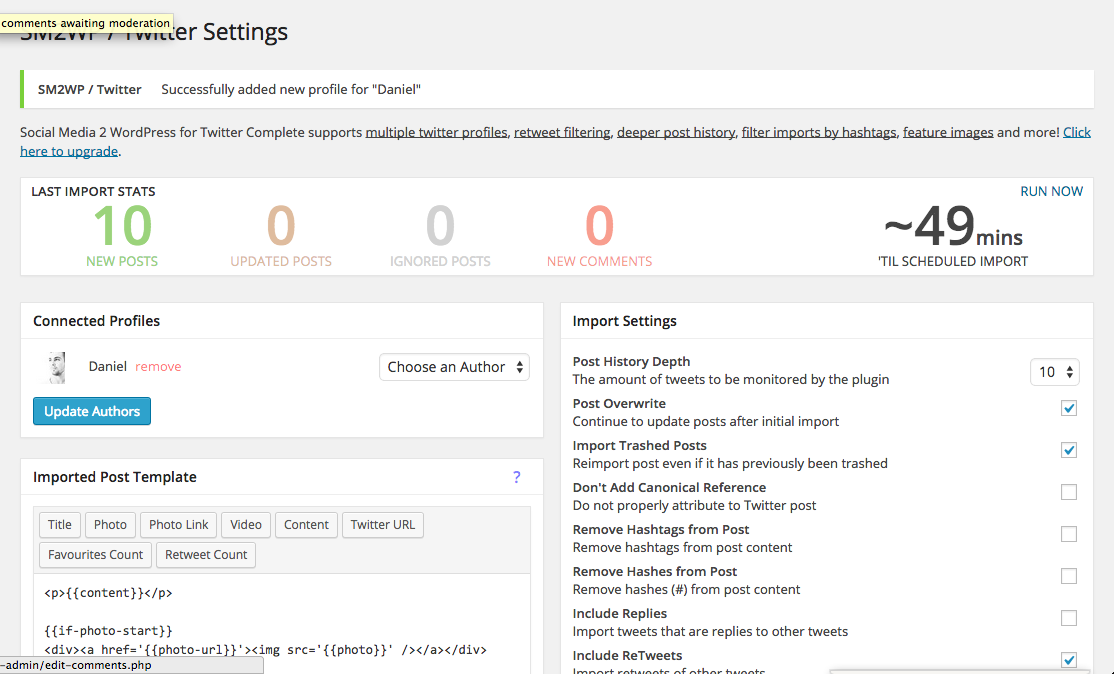 comments awaiting moderation
SM2WP / Twitter Settings
SM2WP / Twitter Successfully added new profile for "Daniel"
Social Media 2 WordPress for Twitter Complete supports multiple twitter profiles, retweet filtering, deeper post history, filter imports by hashtags, feature images and more! Click
here to upgrade.
LAST IMPORT STATS
RUN NOW
10
NEW POSTS
0
UPDATED POSTS
0
IGNORED POSTS
0
NEW COMMENTS
~49 mins
'TIL SCHEDULED IMPORT
Connected Profiles
Daniel remove
Choose an Author
Update Authors
Imported Post Template
?
Title Photo Photo Link Video Content Twitter URL
Favourites Count Retweet Count
<p>{{content}}</p>
{{if-photo-start}}
<div><a href='{{photo-url}}'><img src='{{photo}}' /></a></div>
-admin/edit-comments.php
Import Settings
Post History Depth
The amount of tweets to be monitored by the plugin
10
Post Overwrite
Continue to update posts after initial import
Import Trashed Posts
Reimport post even if it has previously been trashed
Don't Add Canonical Reference
Do not properly attribute to Twitter post
Remove Hashtags from Post
Remove hashtags from post content
Remove Hashes from Post
Remove hashes (#) from post content
Include Replies
Import tweets that are replies to other tweets
Include ReTweets
Import retweets of other tweets